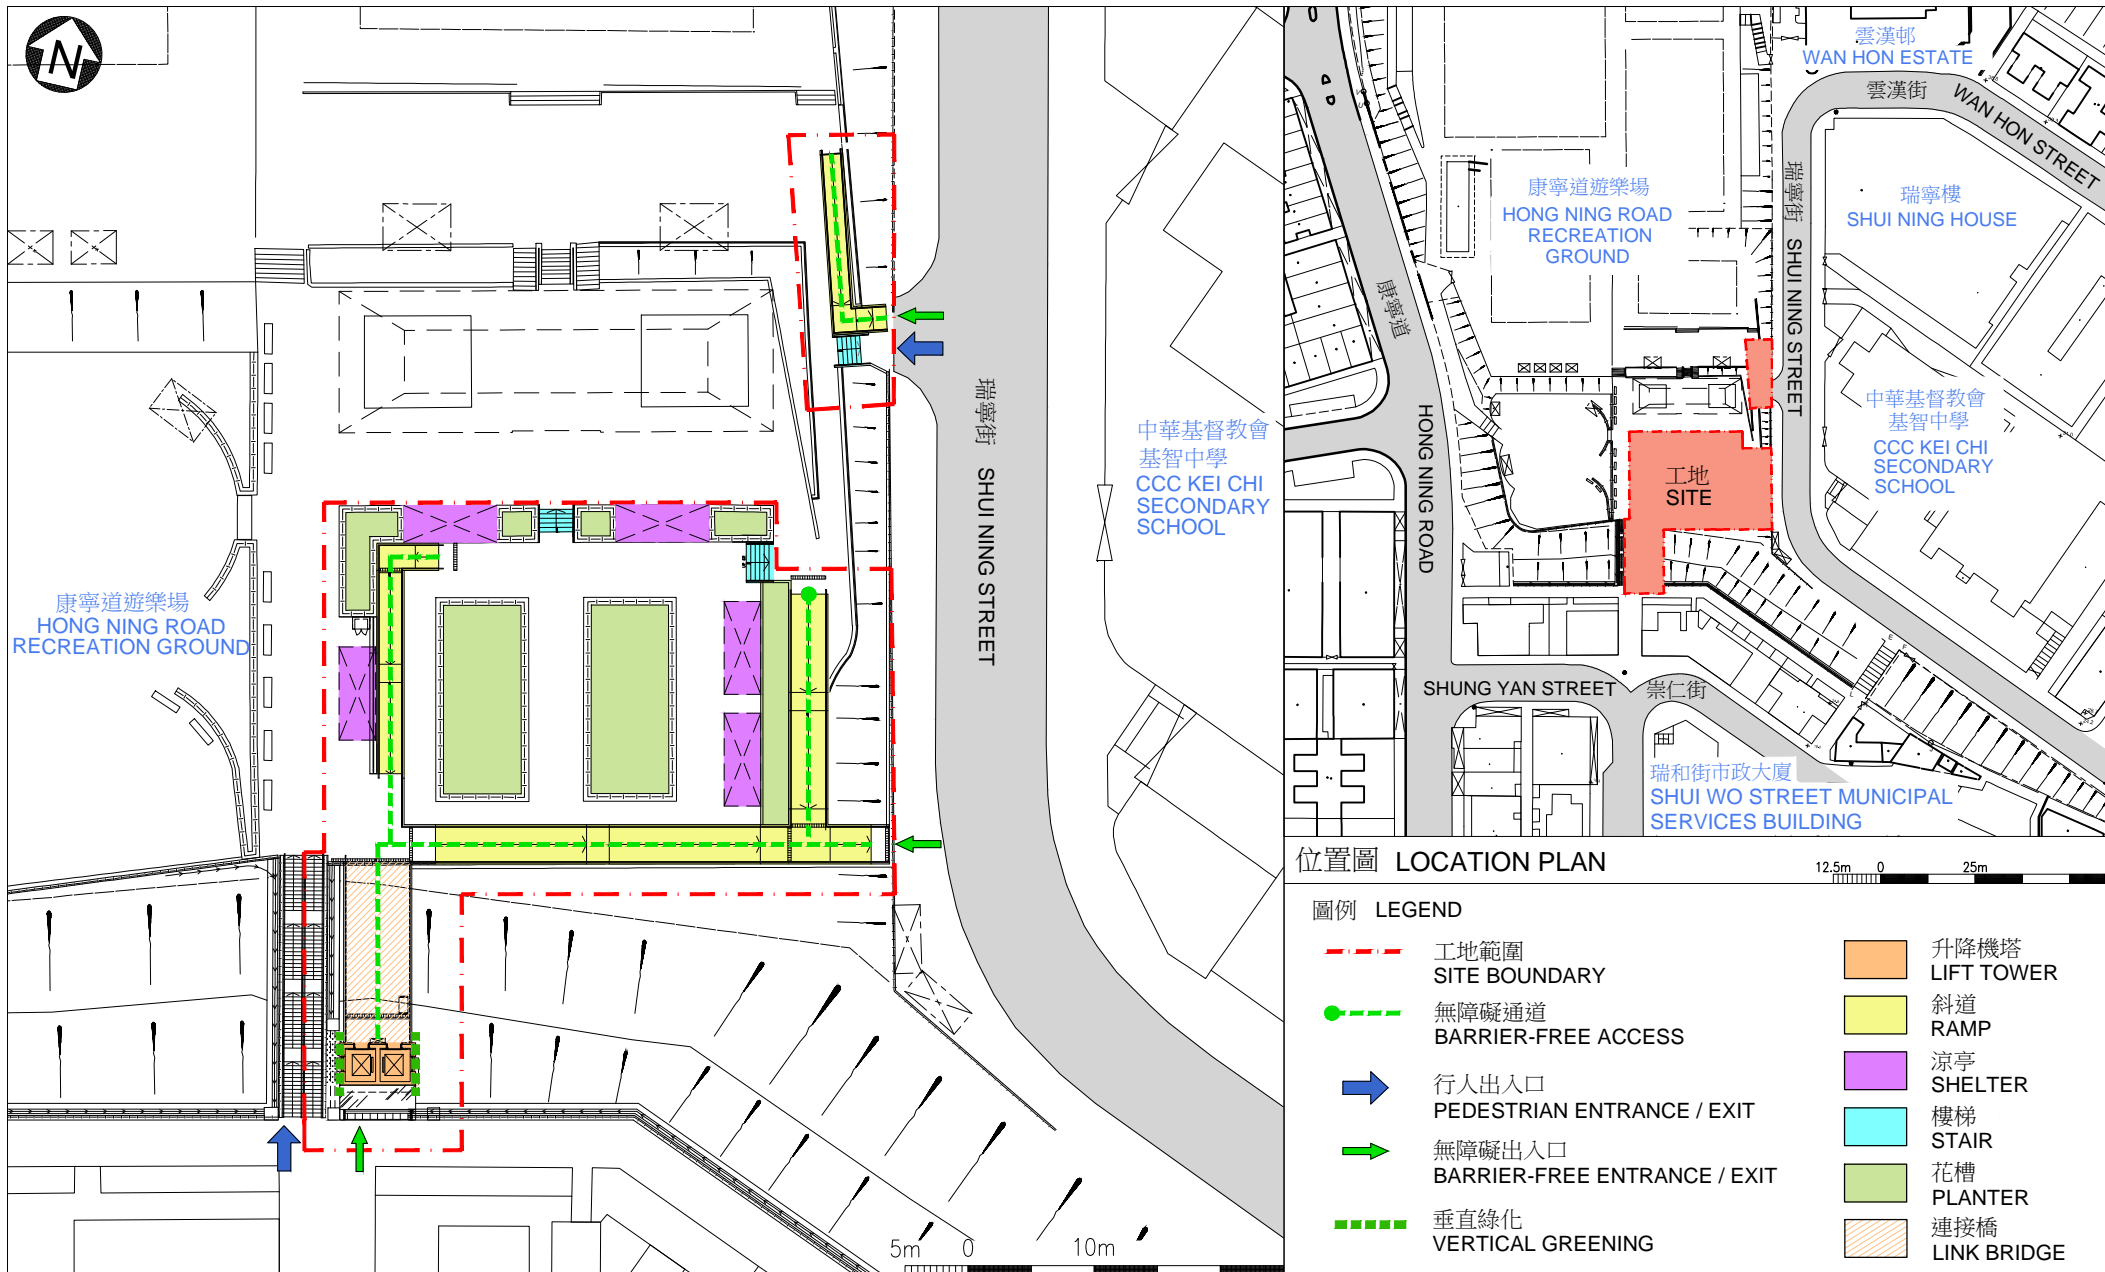 N
瑞寧街 SHUI NING STREET
中華基督教會
基智中學
CCC KEI CHI
SECONDARY
SCHOOL
康寧道遊樂場
HONG NING ROAD
RECREATION GROUND
5m 0 10m
雲漢邨
WAN HON ESTATE
雲漢街 WAN HON STREET
瑞寧樓
SHUI NING HOUSE
康寧道遊樂場
HONG NING ROAD
RECREATION
GROUND
瑞寧街 SHUI NING STREET
康寧道 HONG NING ROAD
中華基督教會
基智中學
CCC KEI CHI
SECONDARY
SCHOOL
工地
SITE
SHUNG YAN STREET 崇仁街
瑞和街市政大廈
SHUI WO STREET MUNICIPAL
SERVICES BUILDING
位置圖 LOCATION PLAN
12.5m 0 25m
圖例 LEGEND
工地範圍
SITE BOUNDARY
無障礙通道
BARRIER-FREE ACCESS
行人出入口
PEDESTRIAN ENTRANCE / EXIT
無障礙出入口
BARRIER-FREE ENTRANCE / EXIT
垂直綠化
VERTICAL GREENING
升降機塔
LIFT TOWER
斜道
RAMP
涼亭
SHELTER
樓梯
STAIR
花槽
PLANTER
連接橋
LINK BRIDGE